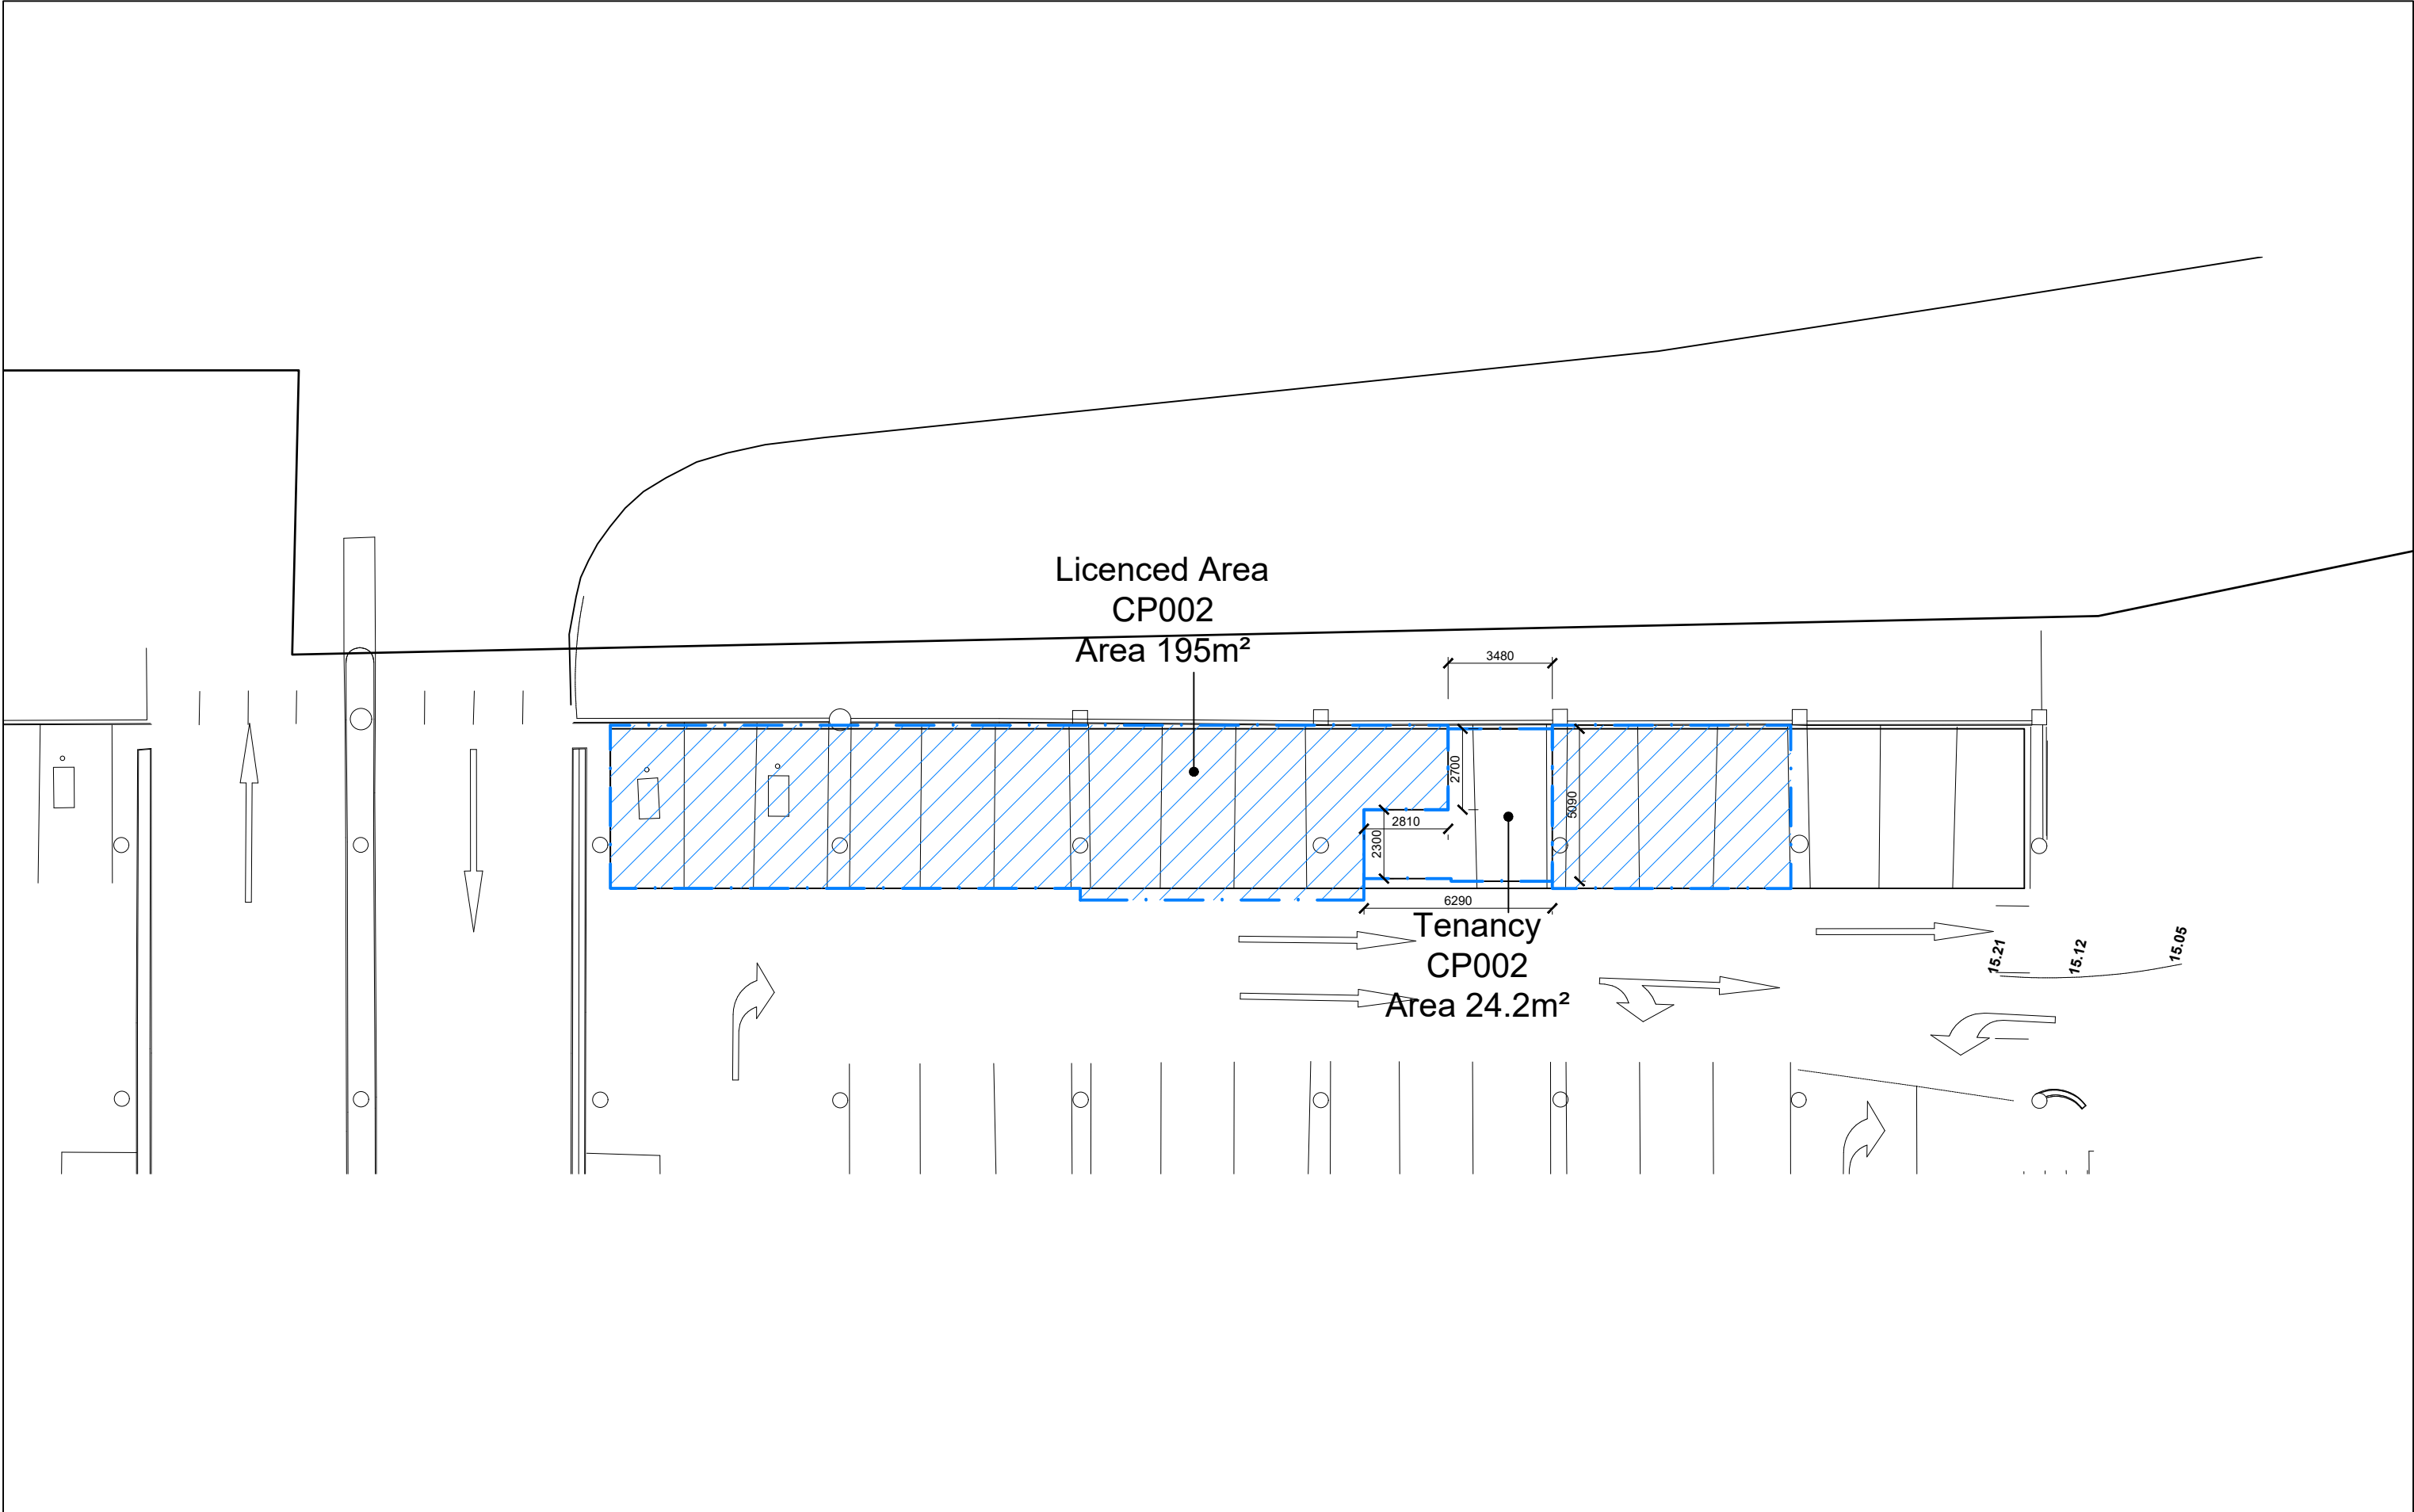 Licenced Area
CP002
Area 195m²
3480
2700
5090
2810
2300
6290
Tenancy
CP002
Area 24.2m²
15.21
15.12
15.05